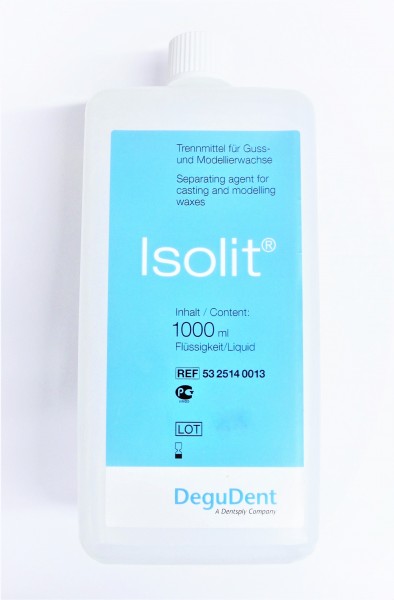 Trennmittel für Guss-
und Modellierwachse
Separating agent for
casting and modelling
waxes
Isolit®
Inhalt / Content:
1000 ml
Flüssigkeit/Liquid
REF 53 2514 0013
LOT
DeguDent
A Dentsply Company